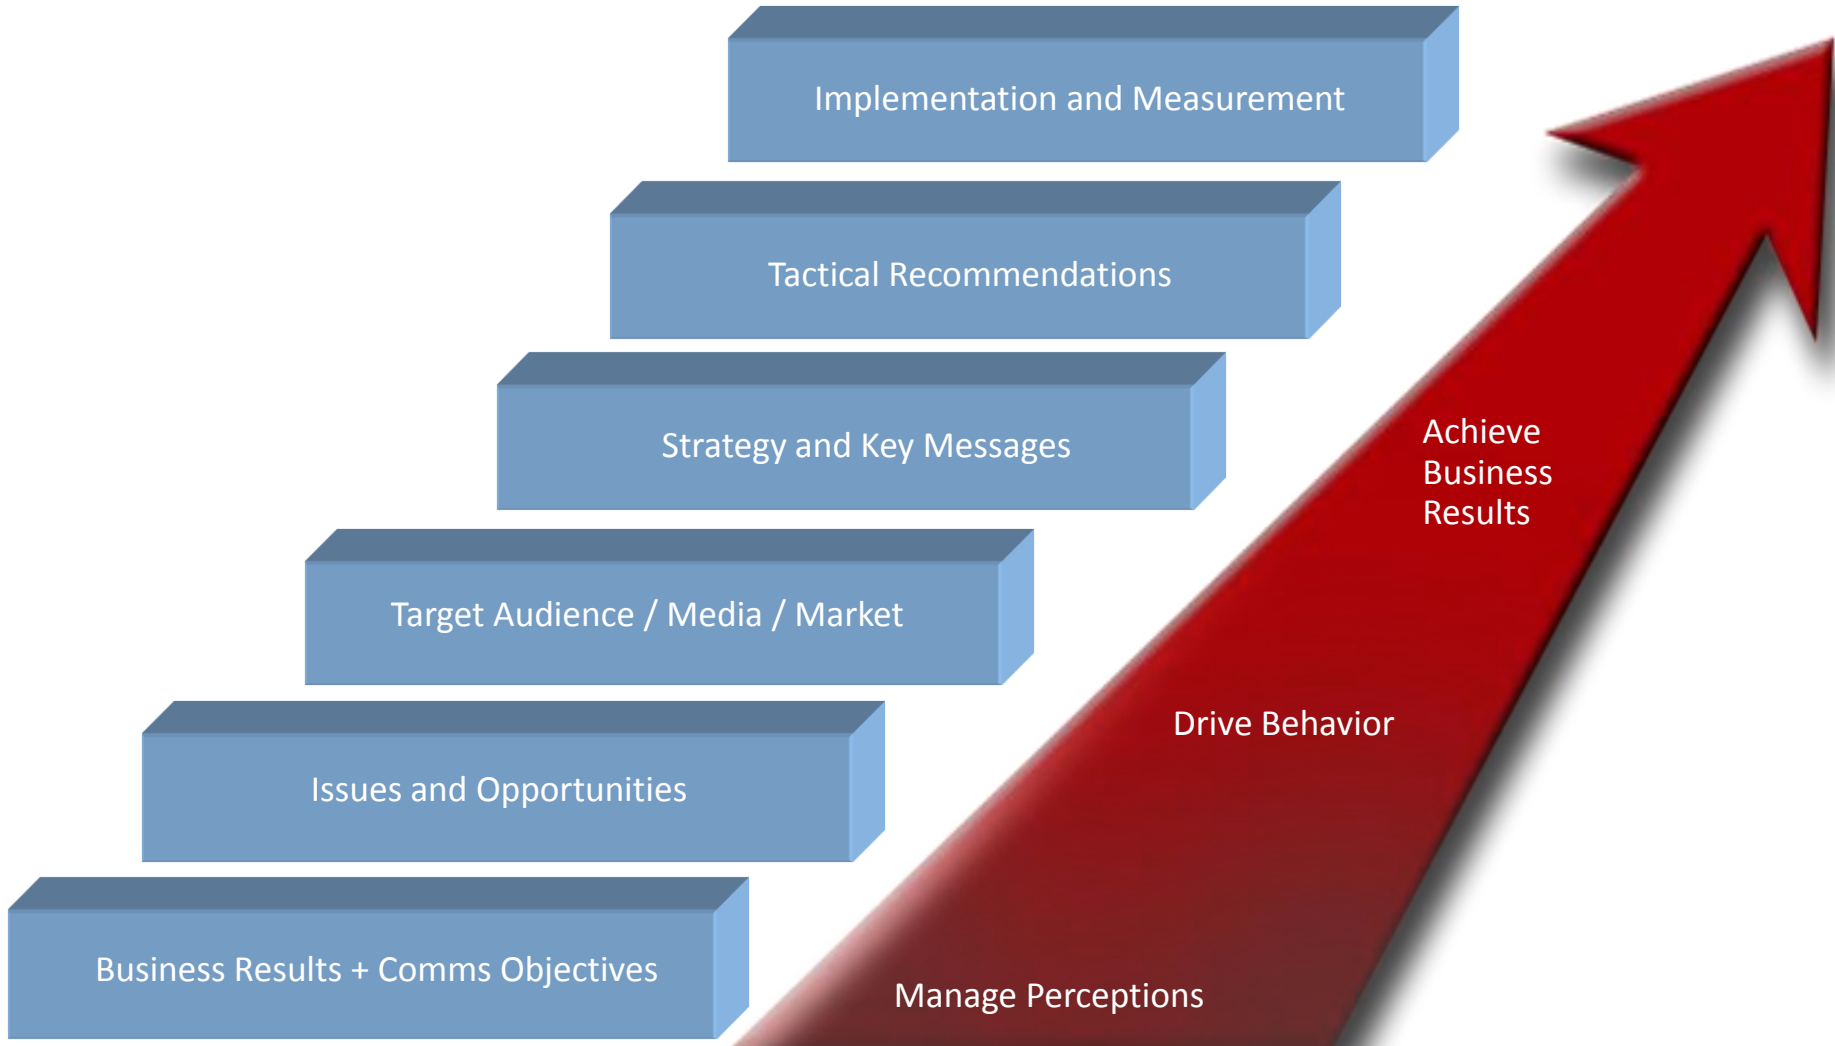 Implementation and Measurement
Tactical Recommendations
Strategy and Key Messages
Target Audience / Media / Market
Issues and Opportunities
Business Results + Comms Objectives
Achieve
Business
Results
Drive Behavior
Manage Perceptions